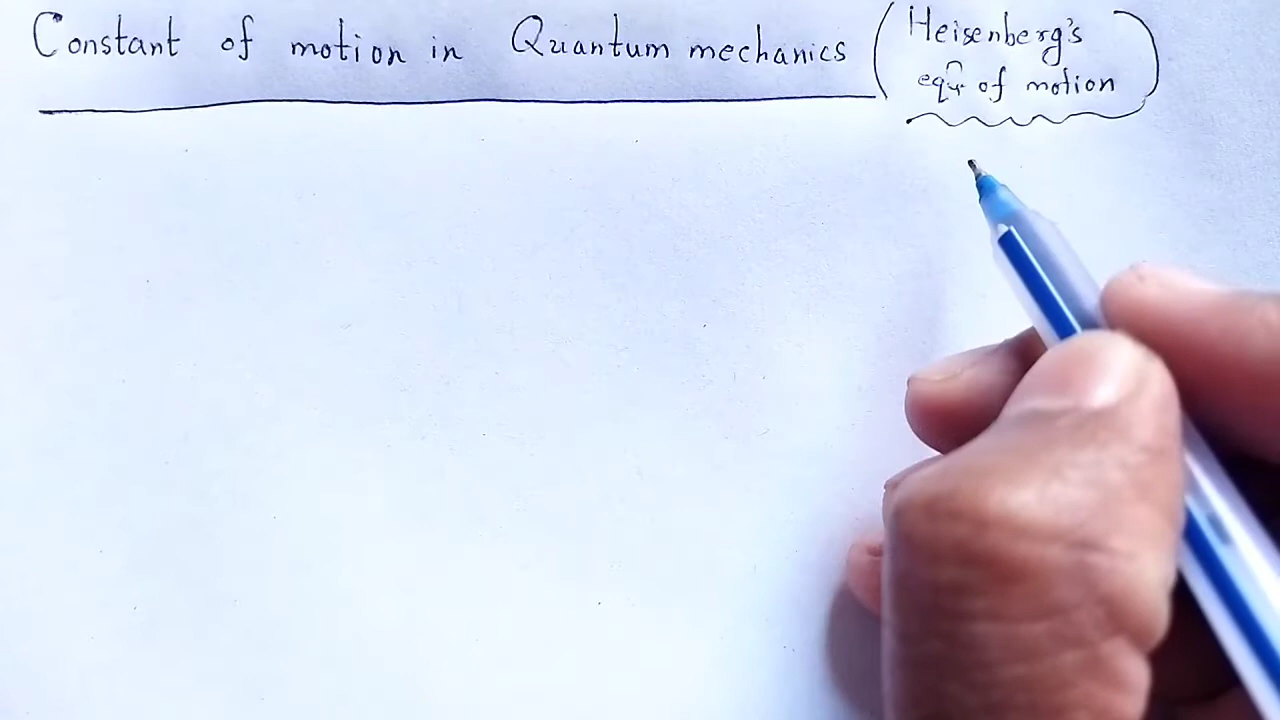 Constant of motion in Quantum mechanics (Heisenberg's
eqn. of motion)